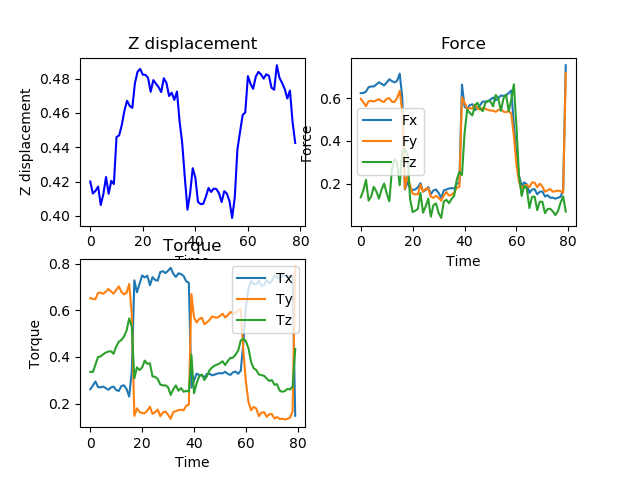 Z displacement
Z displacement
0.48
0.46
0.44
0.42
0.40
0 20 40 60 80
Time
Force
Force
0.6
0.4
0.2
Fx
Fy
Fz
0 20 40 60 80
Time
Torque
Torque
0.8
0.6
0.4
0.2
Tx
Ty
Tz
0 20 40 60 80
Time